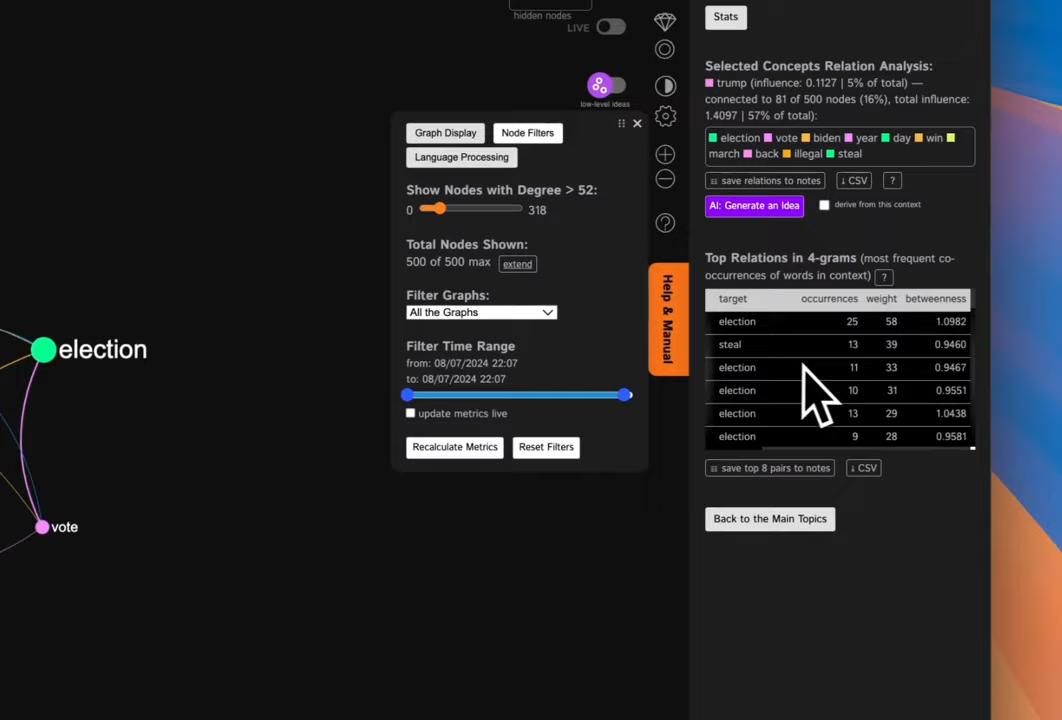 hidden nodes
LIVE
low-level ideas
Graph Display
Node Filters
Language Processing
Show Nodes with Degree > 52:
0 318
Total Nodes Shown:
500 of 500 max extend
Filter Graphs:
All the Graphs
Filter Time Range
from: 08/07/2024 22:07
to: 08/07/2024 22:07
update metrics live
Recalculate Metrics
Reset Filters
election
vote
Help & Manual
Stats
Selected Concepts Relation Analysis:
trump (influence: 0.1127 | 5% of total) —
connected to 81 of 500 nodes (16%), total influence:
1.4097 | 57% of total):
election vote biden year day win
march back illegal steal
save relations to notes ↓ CSV ?
AI: Generate an Idea derive from this context
Top Relations in 4-grams (most frequent co-
occurrences of words in context) ?
target occurrences weight betweenness
election 25 58 1.0982
steal 13 39 0.9460
election 11 33 0.9467
election 10 31 0.9551
election 13 29 1.0438
election 9 28 0.9581
save top 8 pairs to notes ↓ CSV
Back to the Main Topics